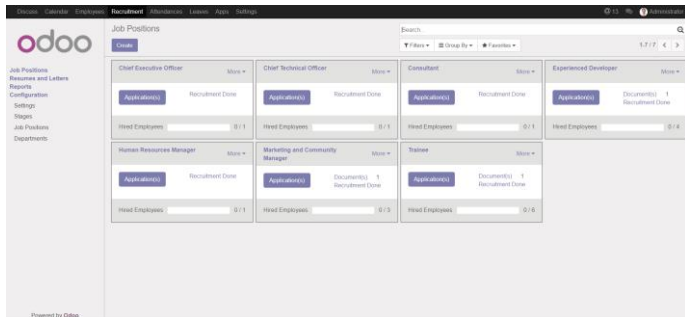 Discuss Calendar Employees Recruitment Attendances Leaves Apps Settings
@ 13 Administrator
odoo
Job Positions
Search
Create
Filters Group By Favorites
1-7 / 7
Job Positions
Resumes and Letters
Reports
Configuration
Settings
Stages
Job Positions
Departments
Chief Executive Officer More
Application(s) Recruitment Done
Hired Employees 0 / 1
Chief Technical Officer More
Application(s) Recruitment Done
Hired Employees 0 / 1
Consultant More
Application(s) Recruitment Done
Hired Employees 0 / 1
Experienced Developer More
Application(s) Document(s) 1
Recruitment Done
Hired Employees 0 / 4
Human Resources Manager More
Application(s) Recruitment Done
Hired Employees 0 / 1
Marketing and Community
Manager More
Application(s) Document(s) 1
Recruitment Done
Hired Employees 0 / 3
Trainee More
Application(s) Document(s) 1
Recruitment Done
Hired Employees 0 / 6
Powered by Odoo